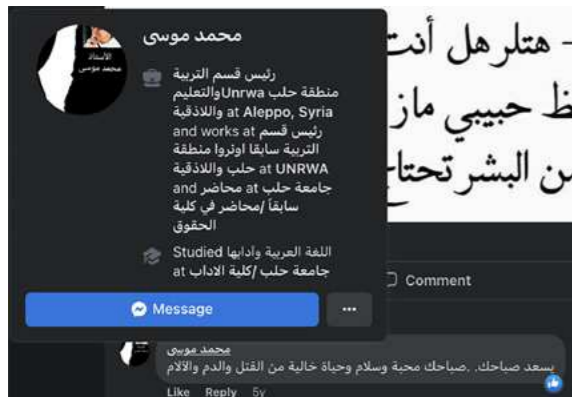 محمد موسى
الأستاذ
محمد موسى
رئيس قسم التربية
والتعليمUnrwa منطقة حلب
واللاذقية at Aleppo, Syria
and works at رئيس قسم
التربية سابقا اونروا منطقة
حلب واللاذقية at UNRWA
and محاضر at جامعة حلب
سابقاً /محاضر في كلية
الحقوق
Studied اللغة العربية وآدابها
at جامعة حلب /كلية الاداب
Message
- هتلر هل أنت
حبيبي ماز
من البشر تحتا
Comment
محمد موسى
يسعد صباحك. .صباحك محبة وسلام وحياة خالية من القتل والدم والآلام
Like Reply 5y